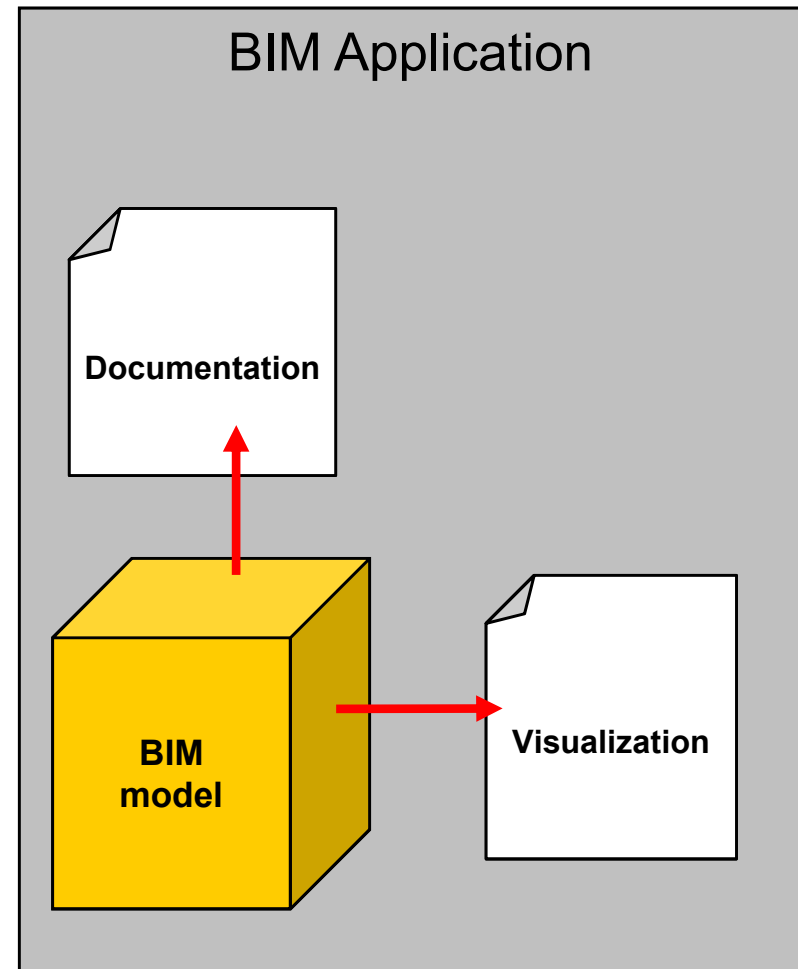 BIM Application
Documentation
BIM
model
Visualization